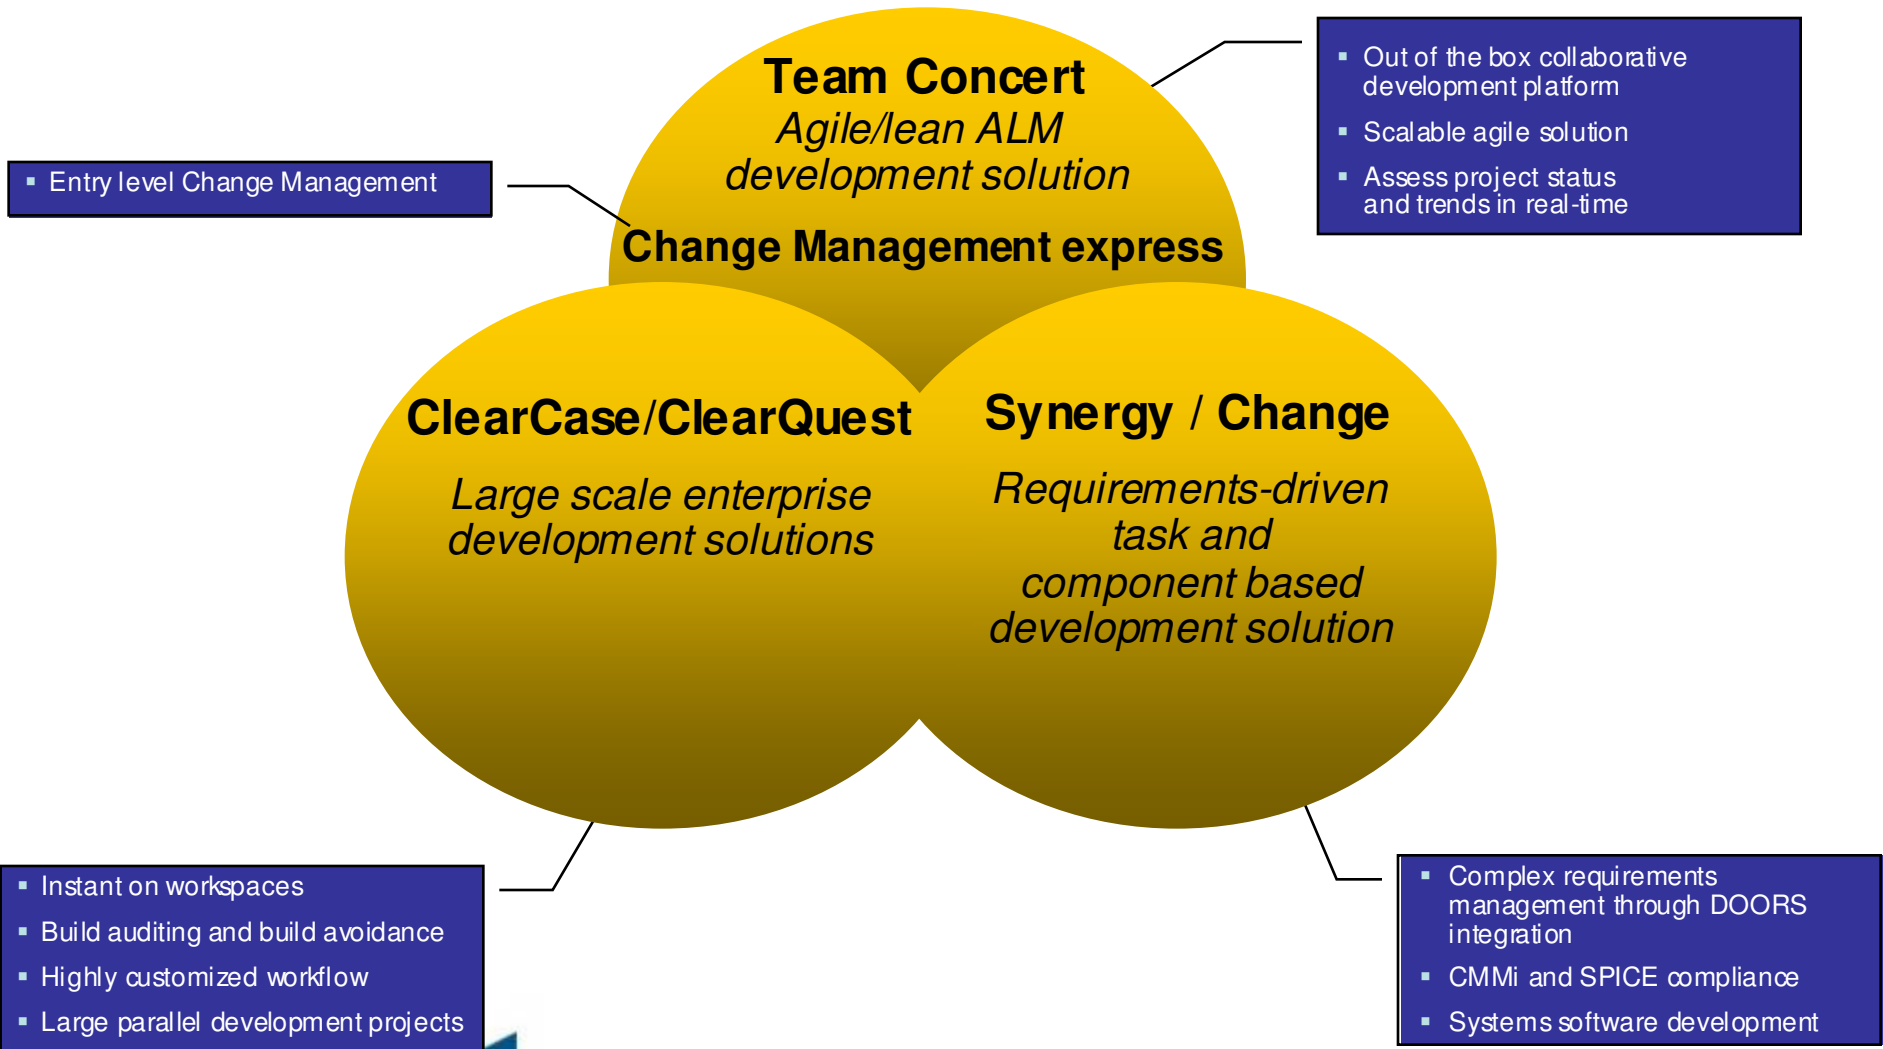 Team Concert
Agile/lean ALM
development solution
Change Management express
Out of the box collaborative
development platform
Scalable agile solution
Assess project status
and trends in real-time
Entry level Change Management
ClearCase/ClearQuest
Large scale enterprise
development solutions
Synergy / Change
Requirements-driven
task and
component based
development solution
Instant on workspaces
Build auditing and build avoidance
Highly customized workflow
Large parallel development projects
Complex requirements
management through DOORS
integration
CMMi and SPICE compliance
Systems software development